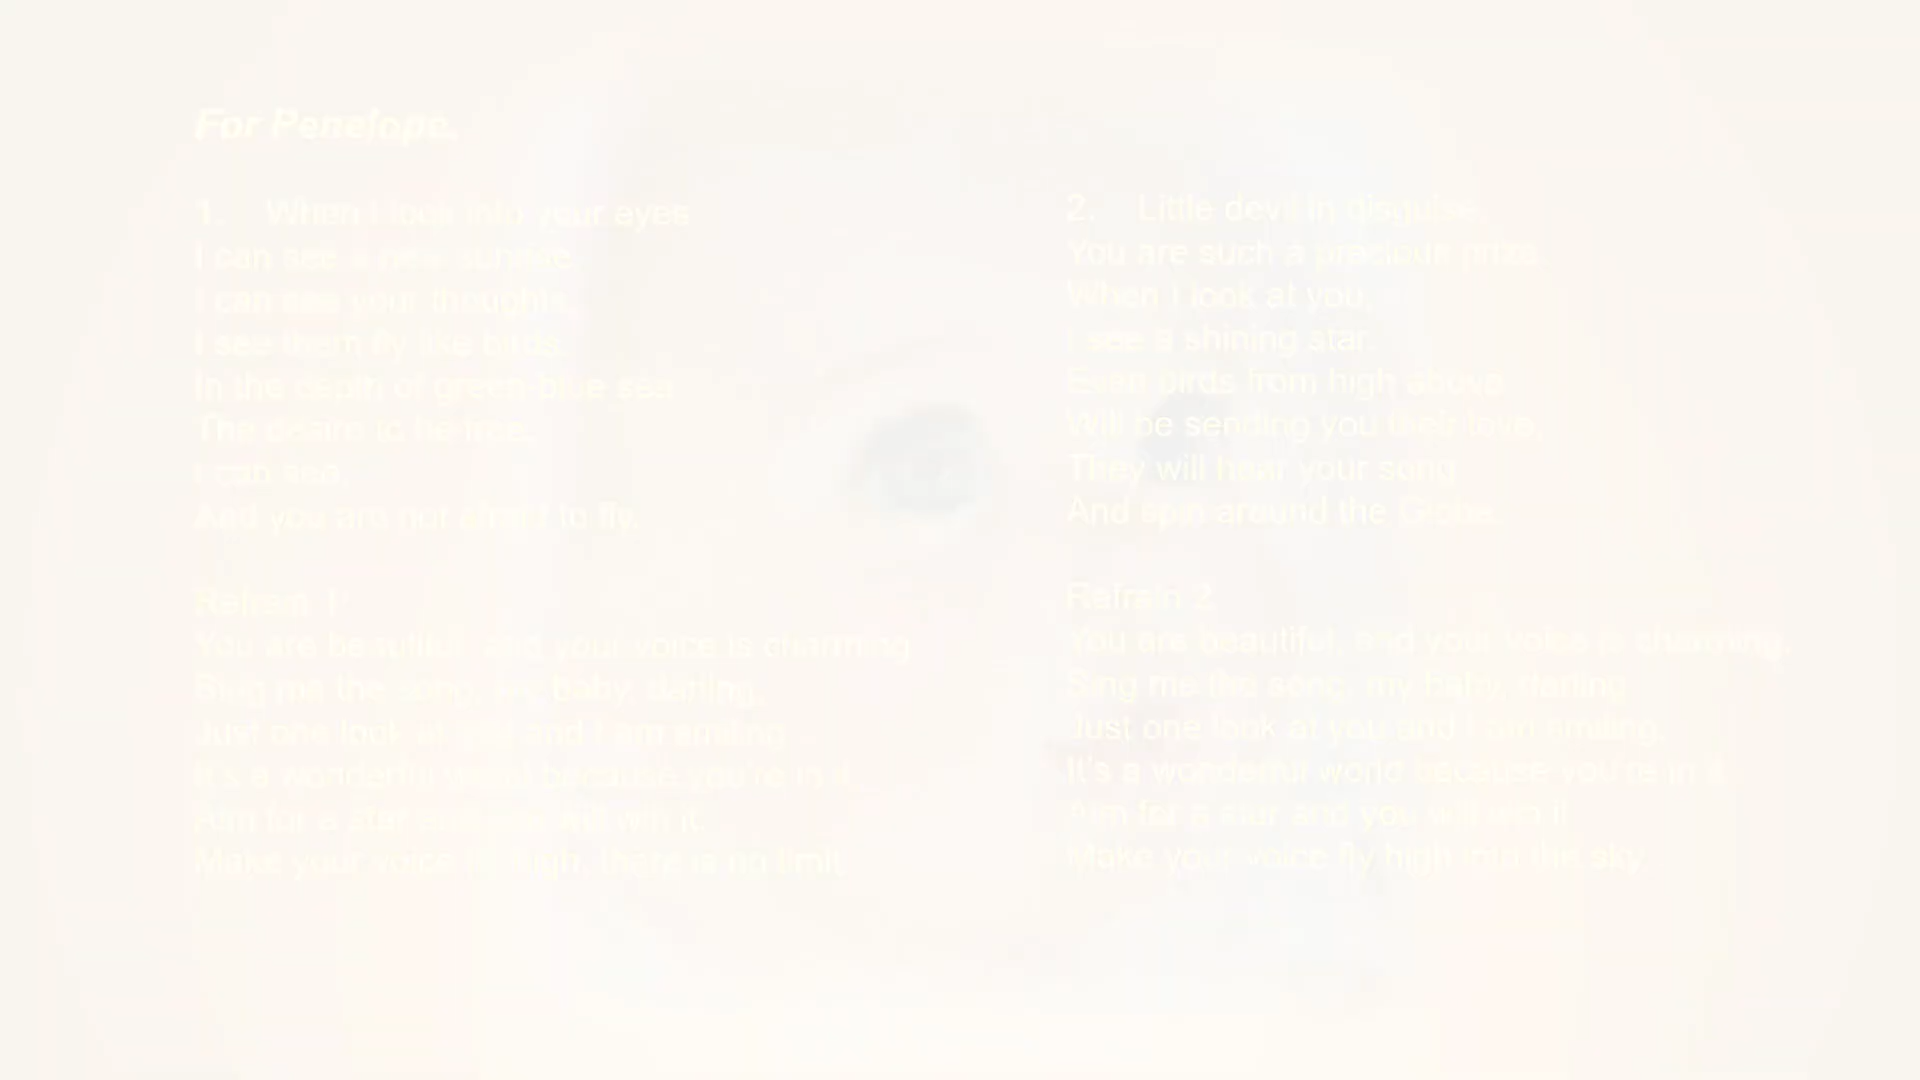 For Penelope.
1. When I look into your eyes
I can see a new sunrise.
I can see your thoughts,
I see them fly like birds.
In the depth of green-blue sea
The desire to be free.
I can see,
And you are not afraid to fly.
Refrain 1:
You are beautiful, and your voice is charming
Sing me the song, my baby, darling,
Just one look at you and I am smiling
It's a wonderful world because you're in it.
Aim for a star and you will win it.
Make your voice fly high, there is no limit.
2. Little devil in disguise,
You are such a precious prize.
When I look at you,
I see a shining star.
Even birds from high above
Will be sending you their love,
They will hear your song
And spin around the Globe.
Refrain 2.
You are beautiful, and your voice is charming,
Sing me the song, my baby, darling
Just one look at you and I am smiling.
It's a wonderful world because you're in it
Aim for a star and you will win it
Make your voice fly high into the sky.